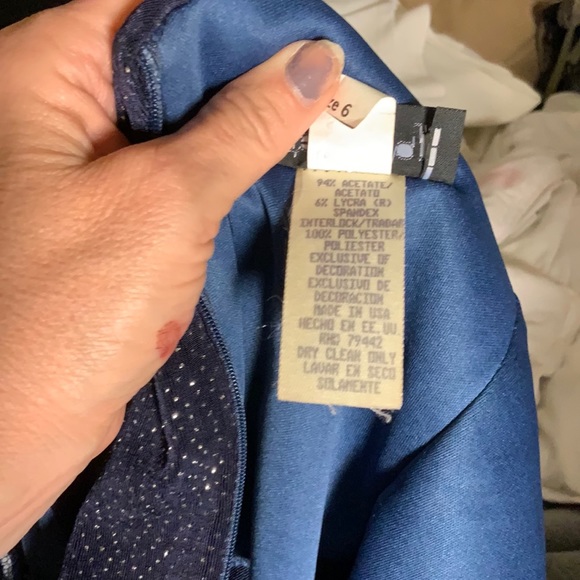 ze 6
94% ACETATE/
ACETATO
6% LYCRA (R)
SPANDEX
INTERLOCK/TRABAR
100% POLYESTER/
POLIESTER
EXCLUSIVE OF
DECORATION
EXCLUSIVO DE
DECORACION
MADE IN USA
HECHO EN EE.UU
RN® 79442
DRY CLEAN ONLY
LAVAR EN SECO
SOLAMENTE